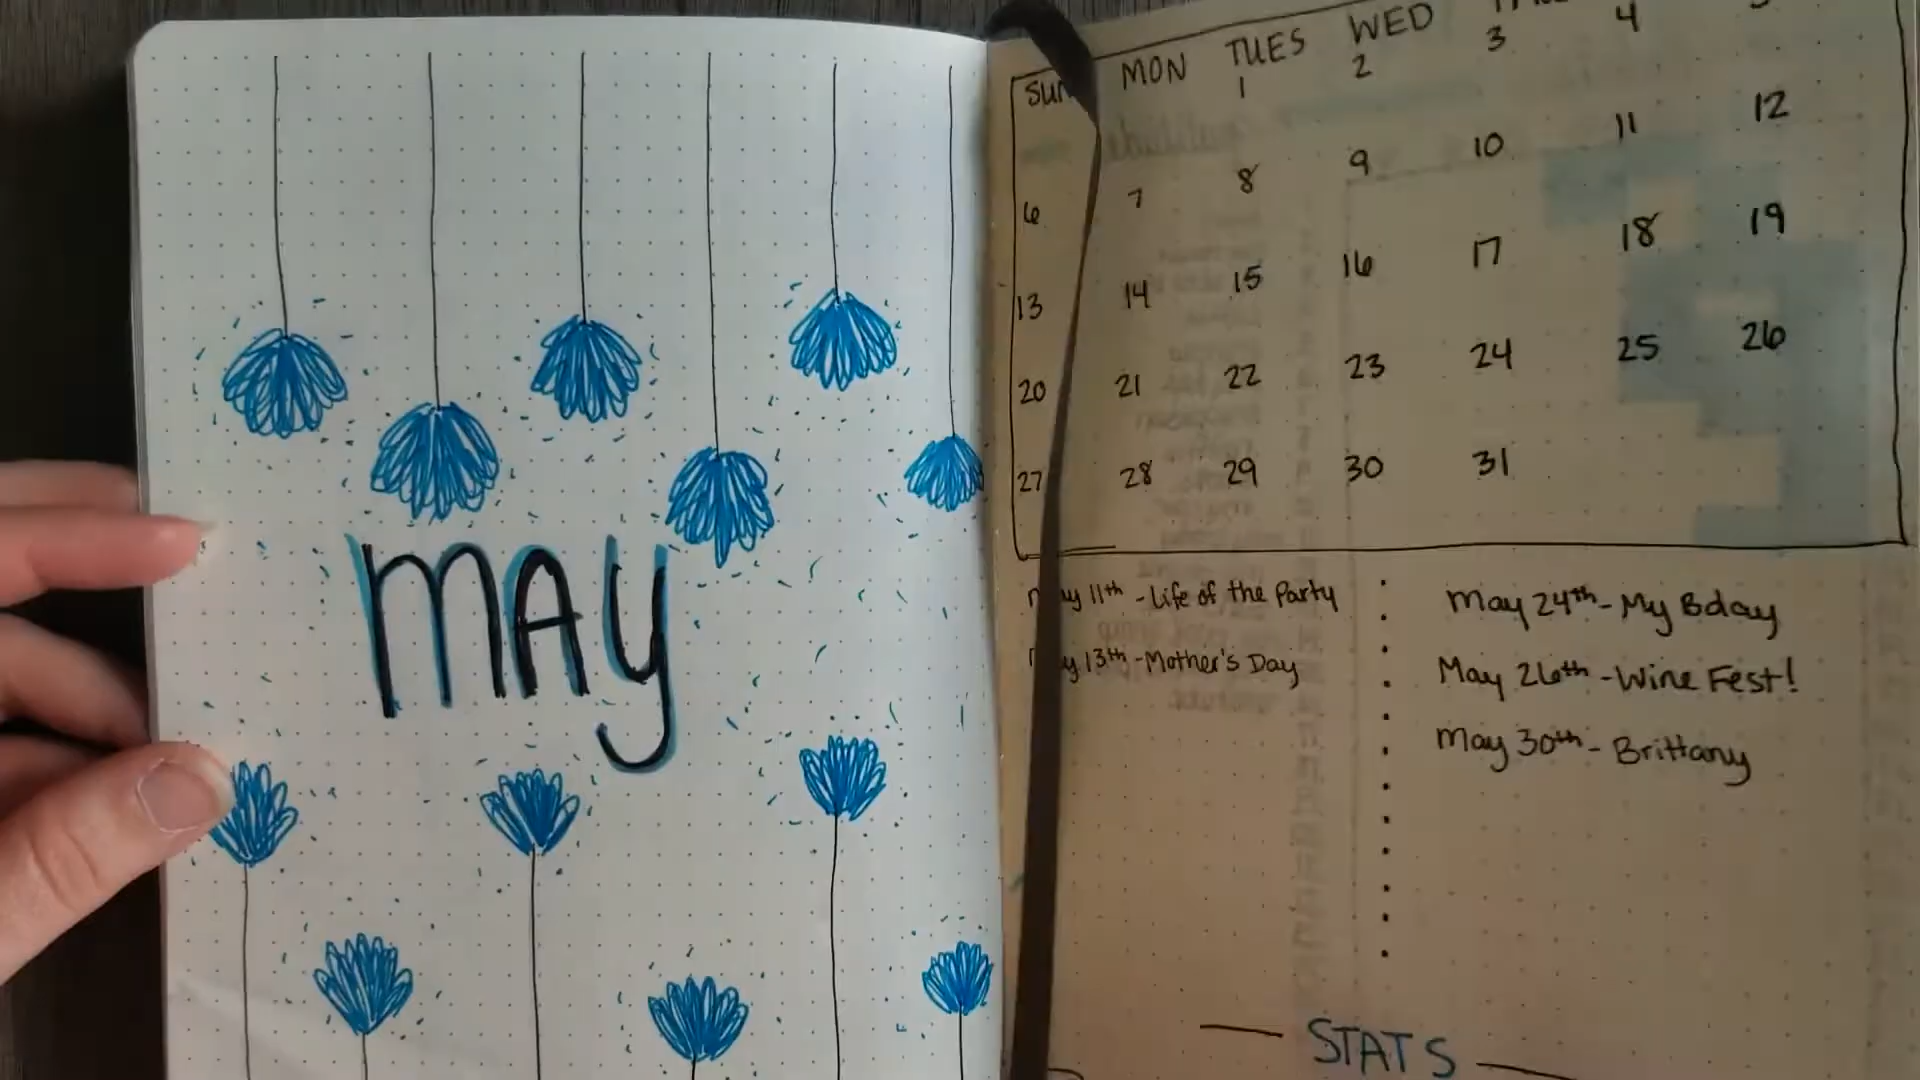 MAY
SUN MON TUES WED
1 2 3 4
6 7 8 9 10 11 12
13 14 15 16 17 18 19
20 21 22 23 24 25 26
27 28 29 30 31
11th - Life of the Party
13th - Mother's Day
May 24th - My Bday
May 26th - Wine Fest!
May 30th - Brittany
STATS